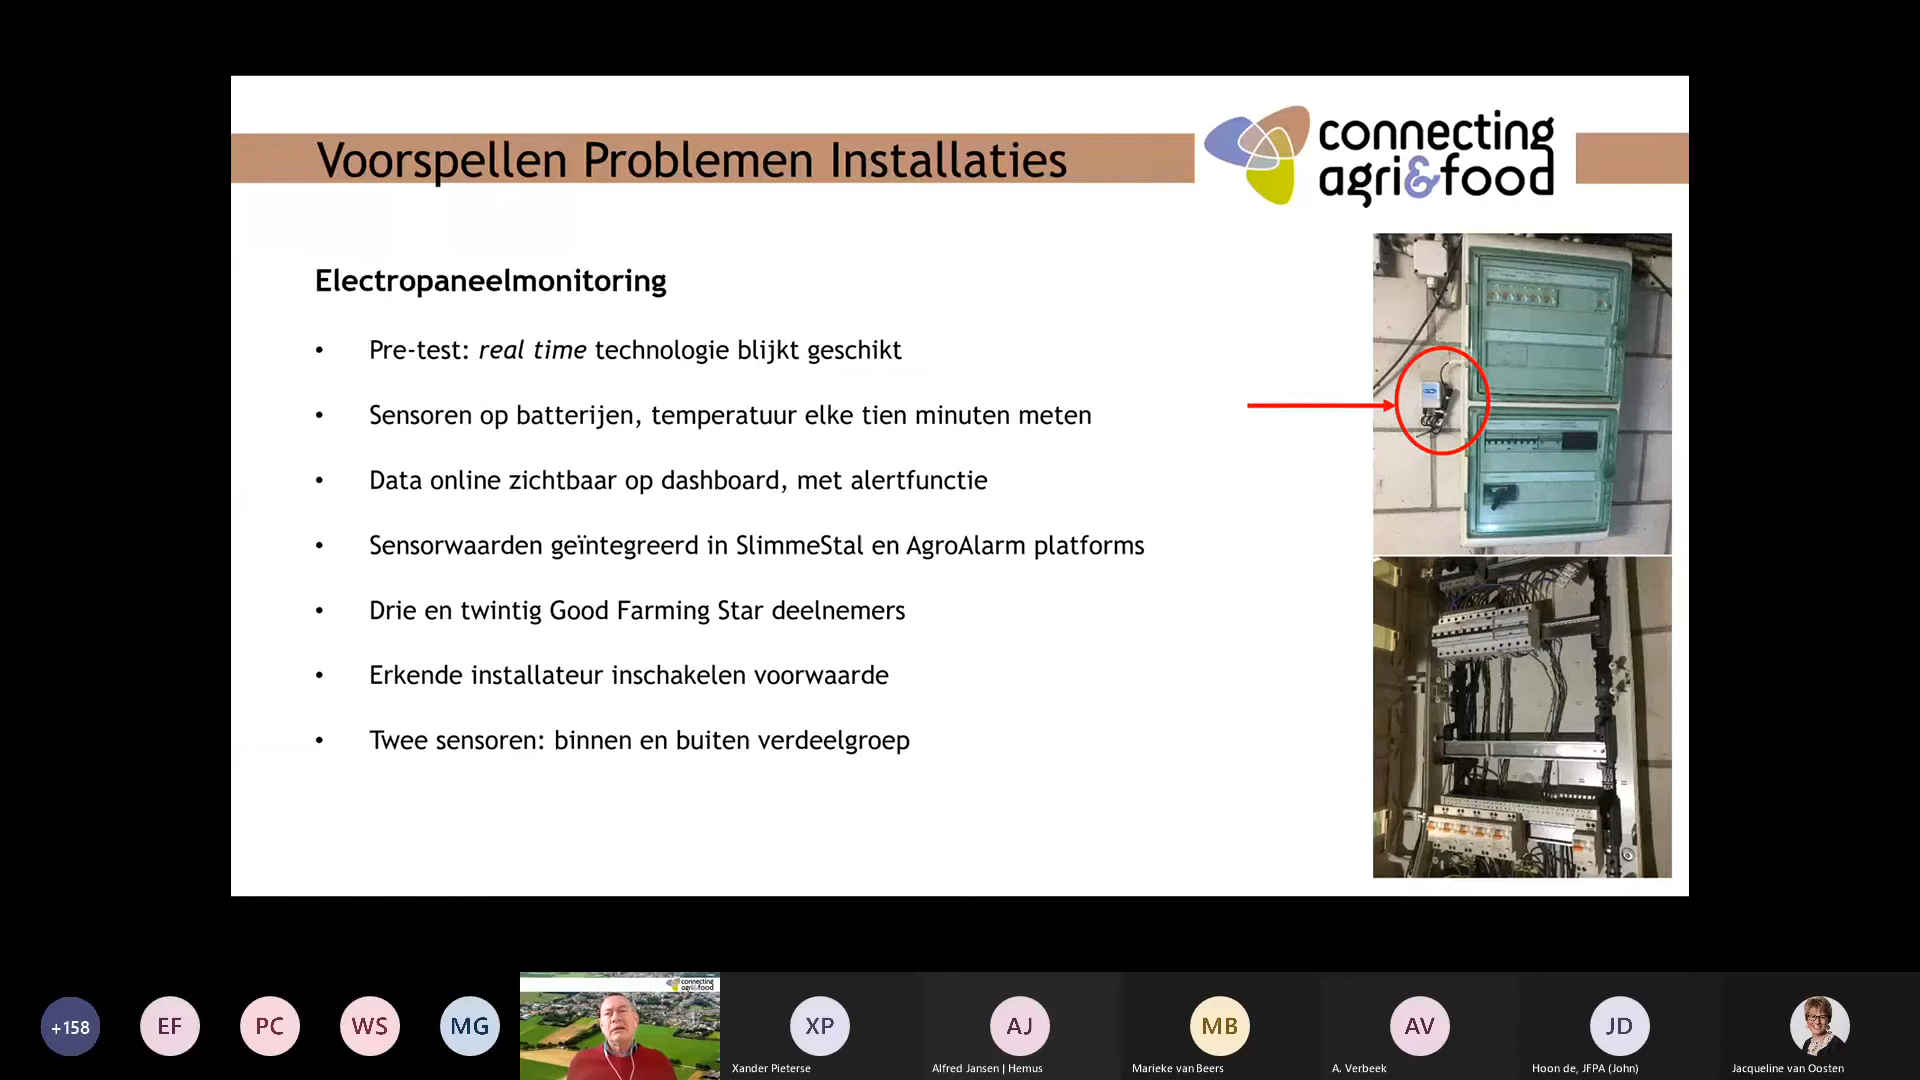 Voorspellen Problemen Installaties
connecting
agri&food
Electropaneelmonitoring
• Pre-test: real time technologie blijkt geschikt
• Sensoren op batterijen, temperatuur elke tien minuten meten
• Data online zichtbaar op dashboard, met alertfunctie
• Sensorwaarden geïntegreerd in SlimmeStal en AgroAlarm platforms
• Drie en twintig Good Farming Star deelnemers
• Erkende installateur inschakelen voorwaarde
• Twee sensoren: binnen en buiten verdeelgroep
connecting
agri&food
+158 EF PC WS MG XP AJ MB AV JD
Xander Pieterse Alfred Jansen | Hemus Marieke van Beers A. Verbeek Hoon de, JFPA (John) Jacqueline van Oosten